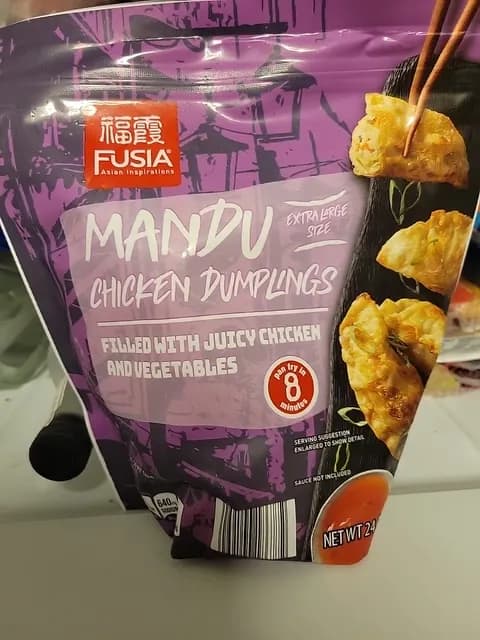 福霞
FUSIA®
Asian Inspirations
MANDU
EXTRA LARGE
SIZE
CHICKEN DUMPLINGS
FILLED WITH JUICY CHICKEN
AND VEGETABLES
Pan fry in
8
minutes
SERVING SUGGESTION
ENLARGED TO SHOW DETAIL
SAUCE NOT INCLUDED
640
NET WT 24